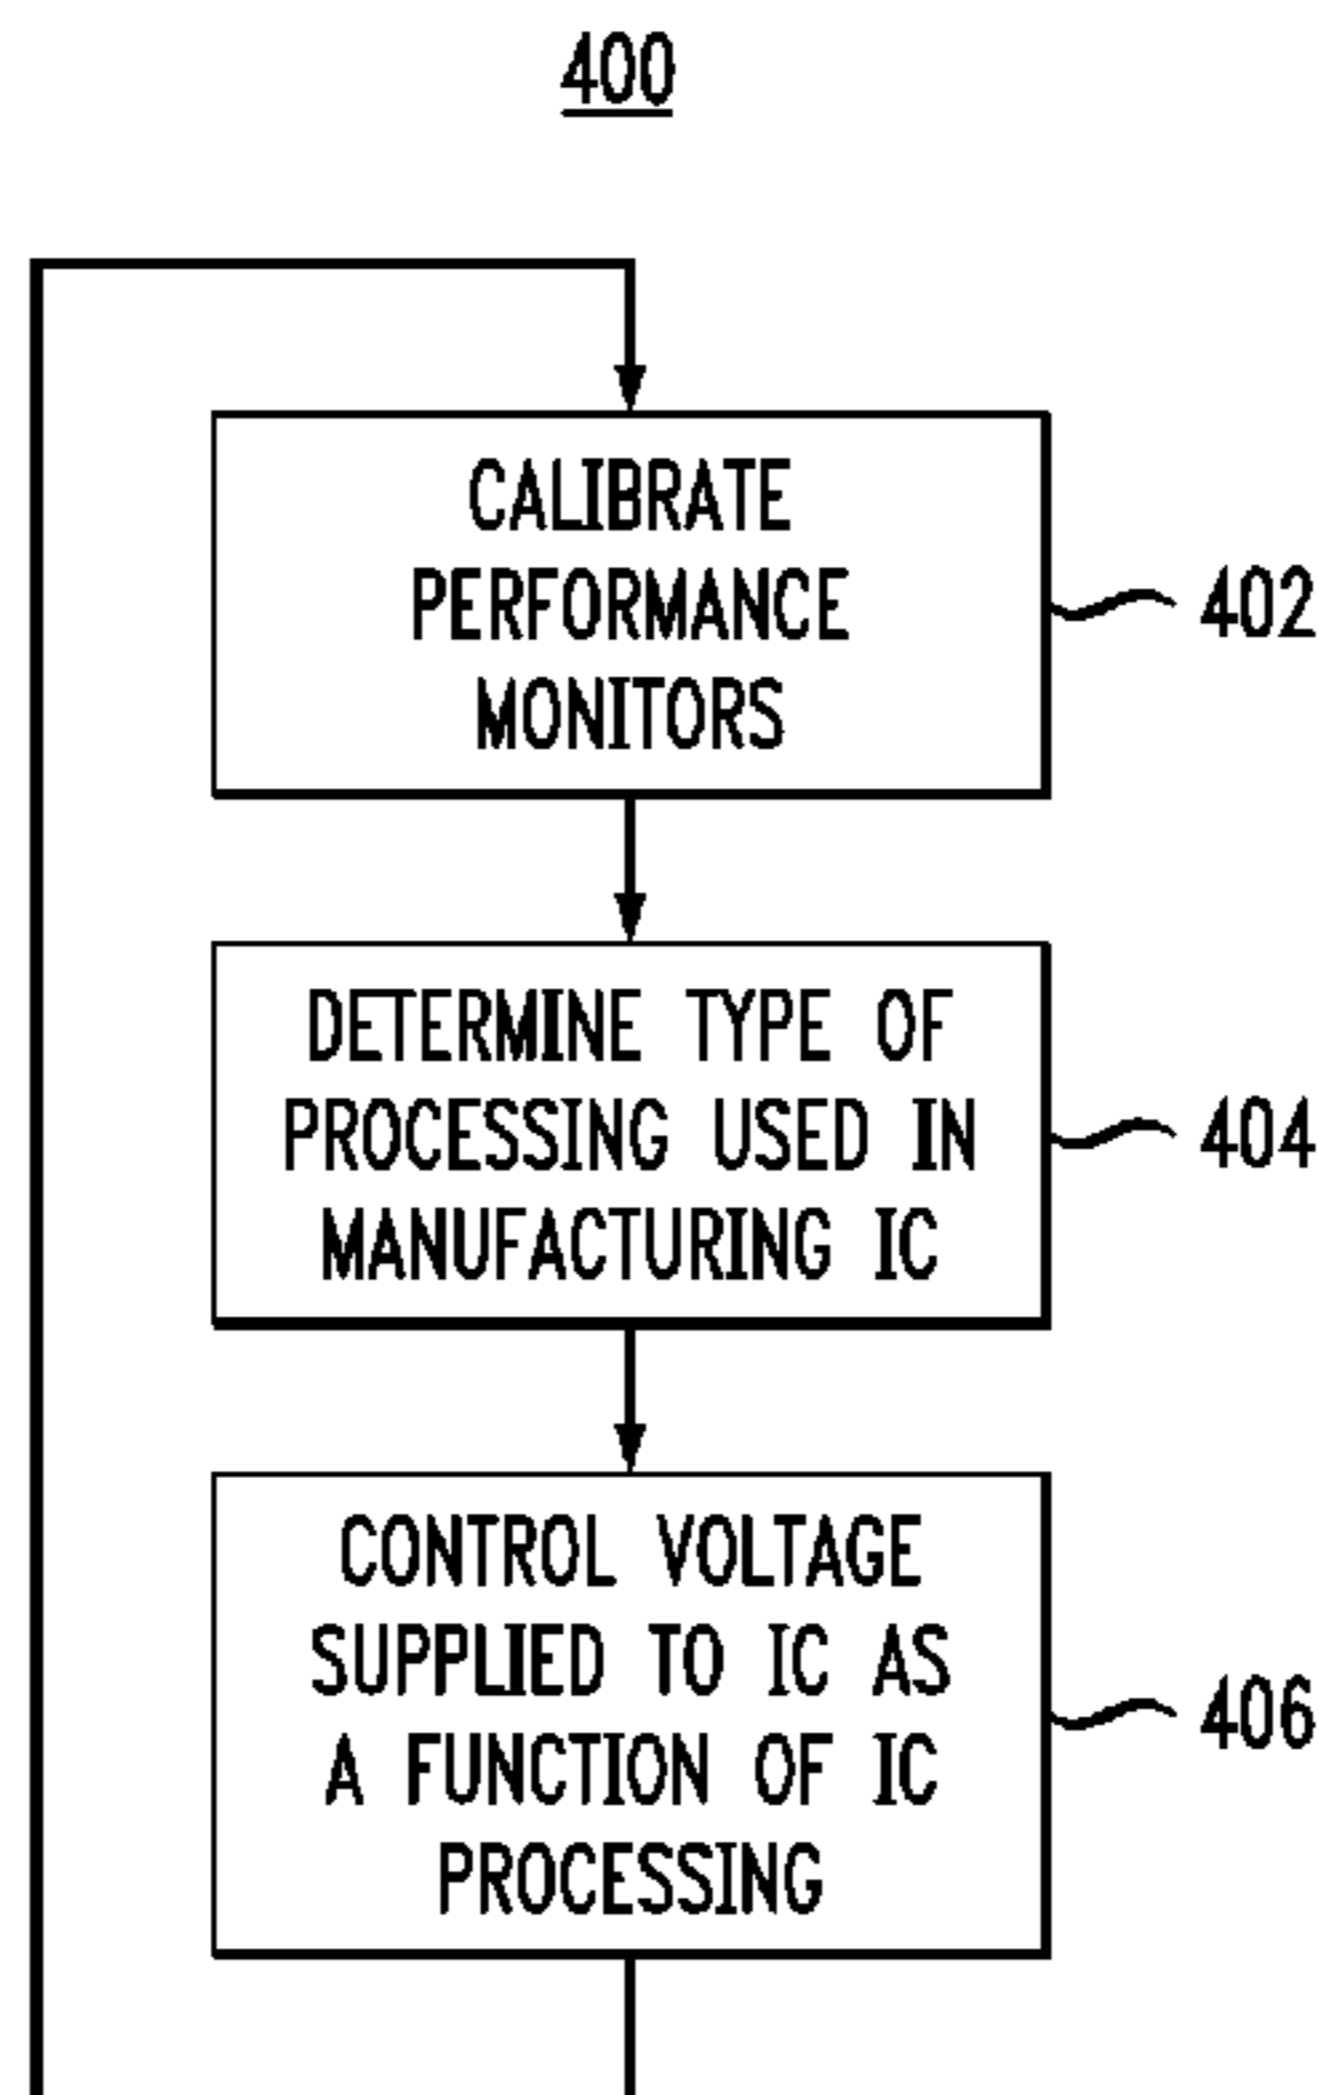 400
CALIBRATE
PERFORMANCE
MONITORS
402
DETERMINE TYPE OF
PROCESSING USED IN
MANUFACTURING IC
404
CONTROL VOLTAGE
SUPPLIED TO IC AS
A FUNCTION OF IC
PROCESSING
406